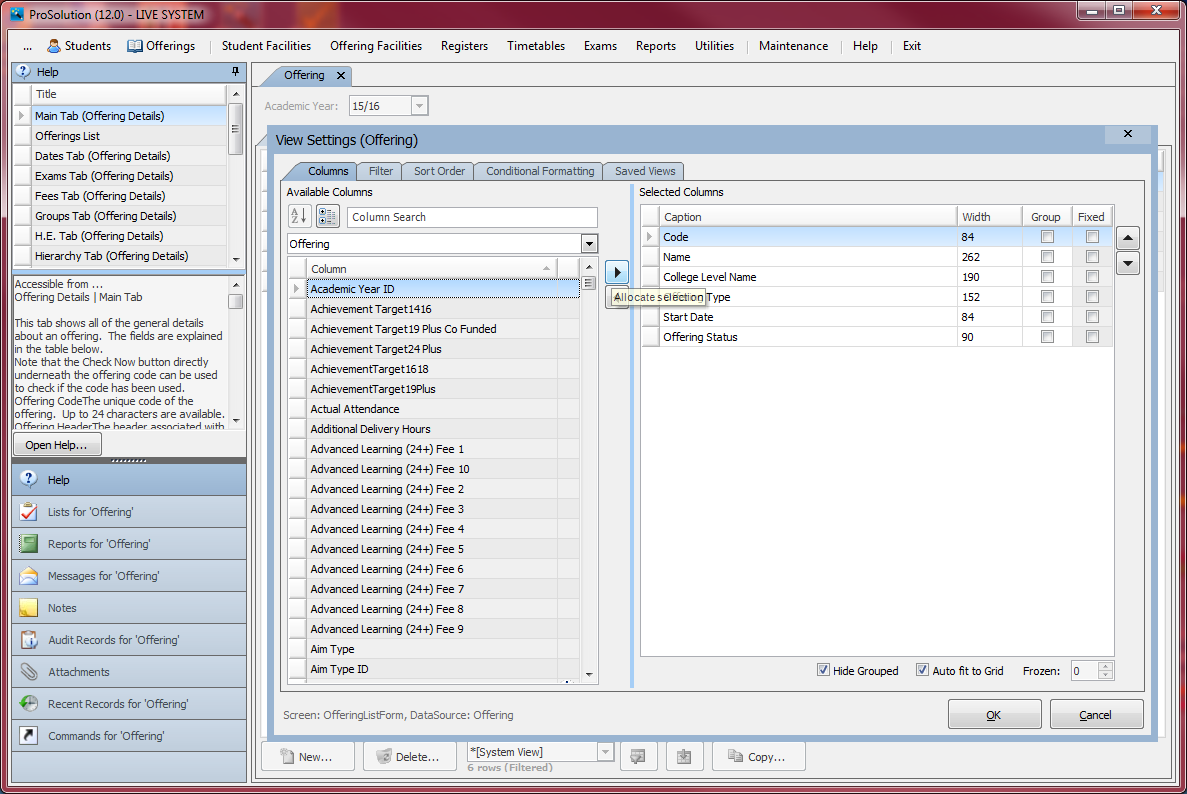 ProSolution (12.0) - LIVE SYSTEM
... Students Offerings Student Facilities Offering Facilities Registers Timetables Exams Reports Utilities Maintenance Help Exit
Help
Title
Main Tab (Offering Details)
Offerings List
Dates Tab (Offering Details)
Exams Tab (Offering Details)
Fees Tab (Offering Details)
Groups Tab (Offering Details)
H.E. Tab (Offering Details)
Hierarchy Tab (Offering Details)
Accessible from ...
Offering Details | Main Tab
This tab shows all of the general details
about an offering. The fields are explained
in the table below.
Note that the Check Now button directly
underneath the offering code can be used
to check if the code has been used.
Offering CodeThe unique code of the
offering. Up to 24 characters are available.
Offering HeaderThe header associated with
Open Help...
Help
Lists for 'Offering'
Reports for 'Offering'
Messages for 'Offering'
Notes
Audit Records for 'Offering'
Attachments
Recent Records for 'Offering'
Commands for 'Offering'
Offering
Academic Year: 15/16
View Settings (Offering)
Columns Filter Sort Order Conditional Formatting Saved Views
Available Columns
Column Search
Offering
Column
Academic Year ID
Achievement Target1416
Achievement Target19 Plus Co Funded
Achievement Target24 Plus
AchievementTarget1618
AchievementTarget19Plus
Actual Attendance
Additional Delivery Hours
Advanced Learning (24+) Fee 1
Advanced Learning (24+) Fee 10
Advanced Learning (24+) Fee 2
Advanced Learning (24+) Fee 3
Advanced Learning (24+) Fee 4
Advanced Learning (24+) Fee 5
Advanced Learning (24+) Fee 6
Advanced Learning (24+) Fee 7
Advanced Learning (24+) Fee 8
Advanced Learning (24+) Fee 9
Aim Type
Aim Type ID
Allocate selection
Selected Columns
Caption Width Group Fixed
Code 84
Name 262
College Level Name 190
Type 152
Start Date 84
Offering Status 90
Hide Grouped Auto fit to Grid Frozen: 0
Screen: OfferingListForm, DataSource: Offering
OK Cancel
New... Delete... *[System View] Copy...
6 rows (Filtered)